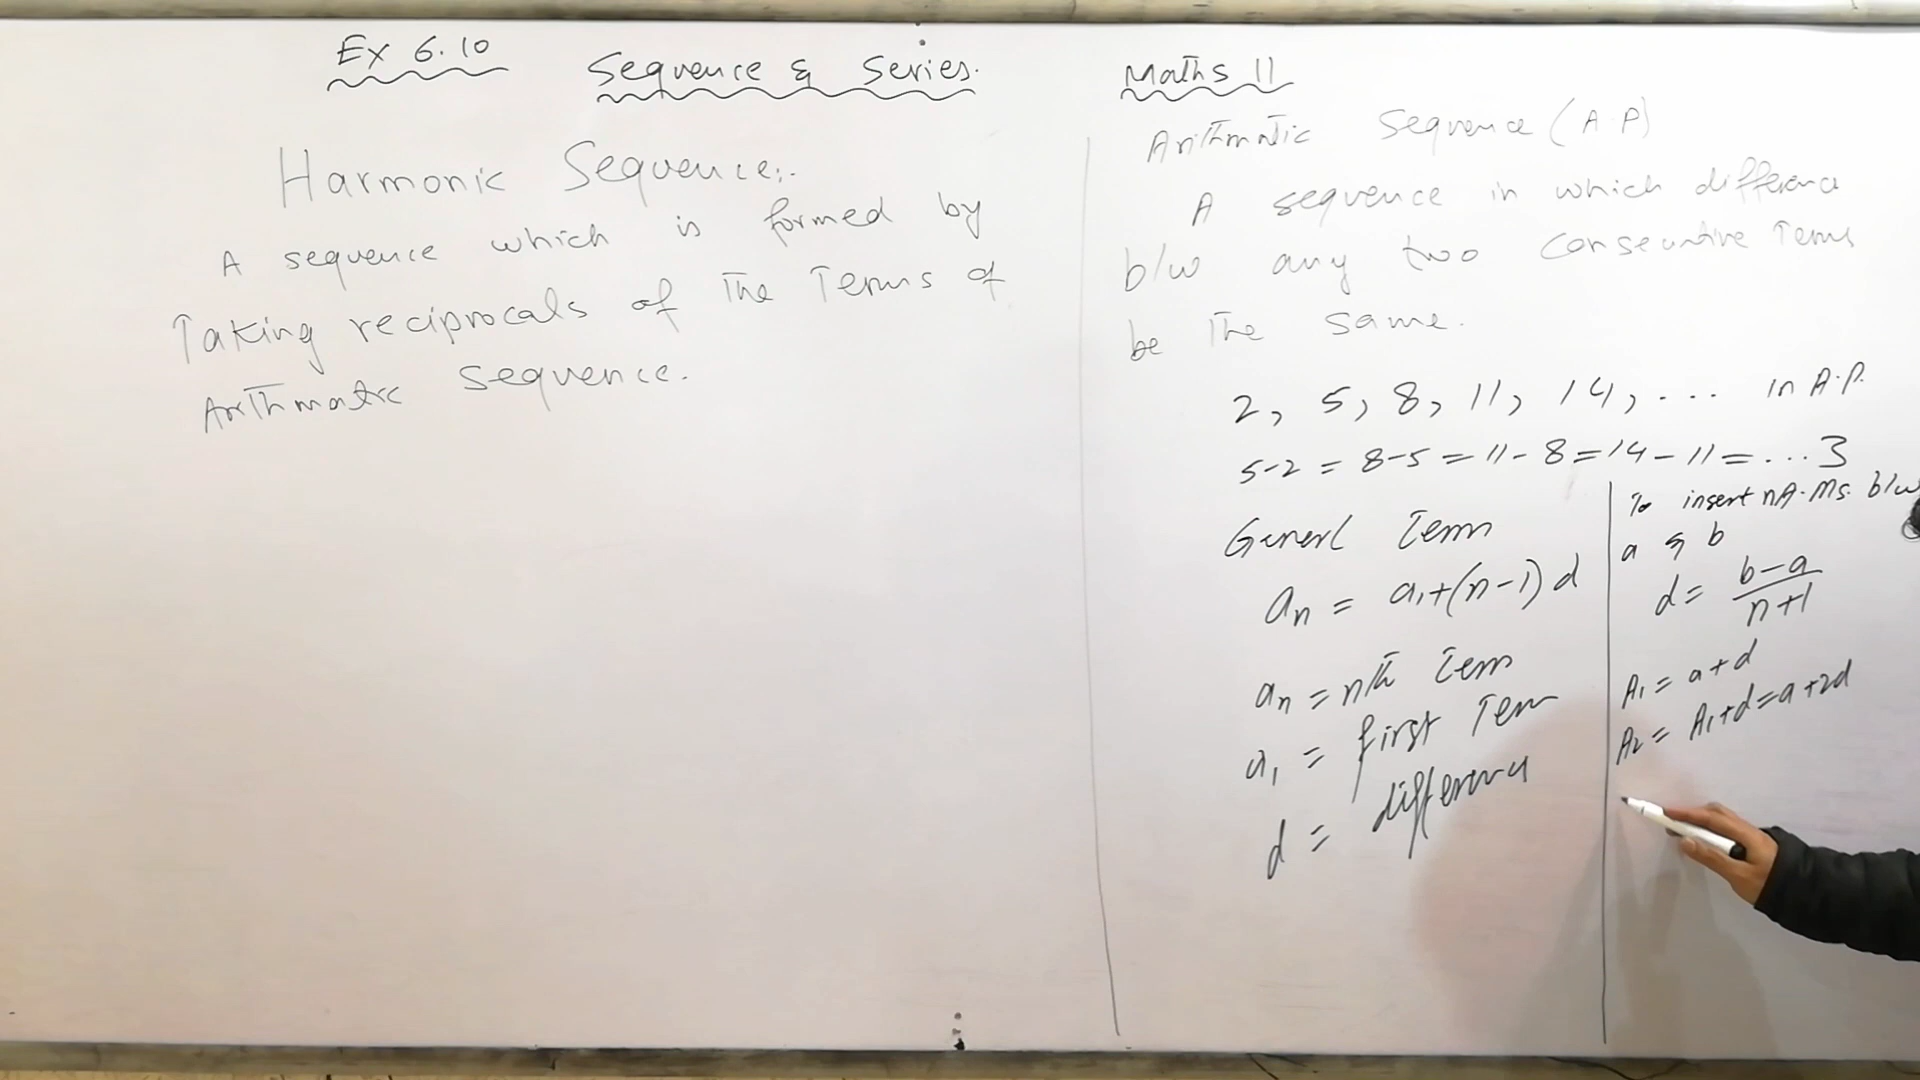 Ex 6.10
Sequence & Series.
Maths 11
Harmonic Sequence:-
A sequence which is formed by
Taking reciprocals of The Terms of
Arithmatic sequence.
Arithmatic Sequence (A.P)
A sequence in which difference
b/w any two consecutive Terms
be The same.
2, 5, 8, 11, 14, ... in A.P.
5-2 = 8-5 = 11-8 = 14-11 = ... 3
Generl Term
an = a1+(n-1)d
an = nth Term
a1 = first Term
d = difference
To insert nA.Ms. b/w
a & b
d = b-a / n+1
A1 = a+d
A2 = A1+d = a+2d